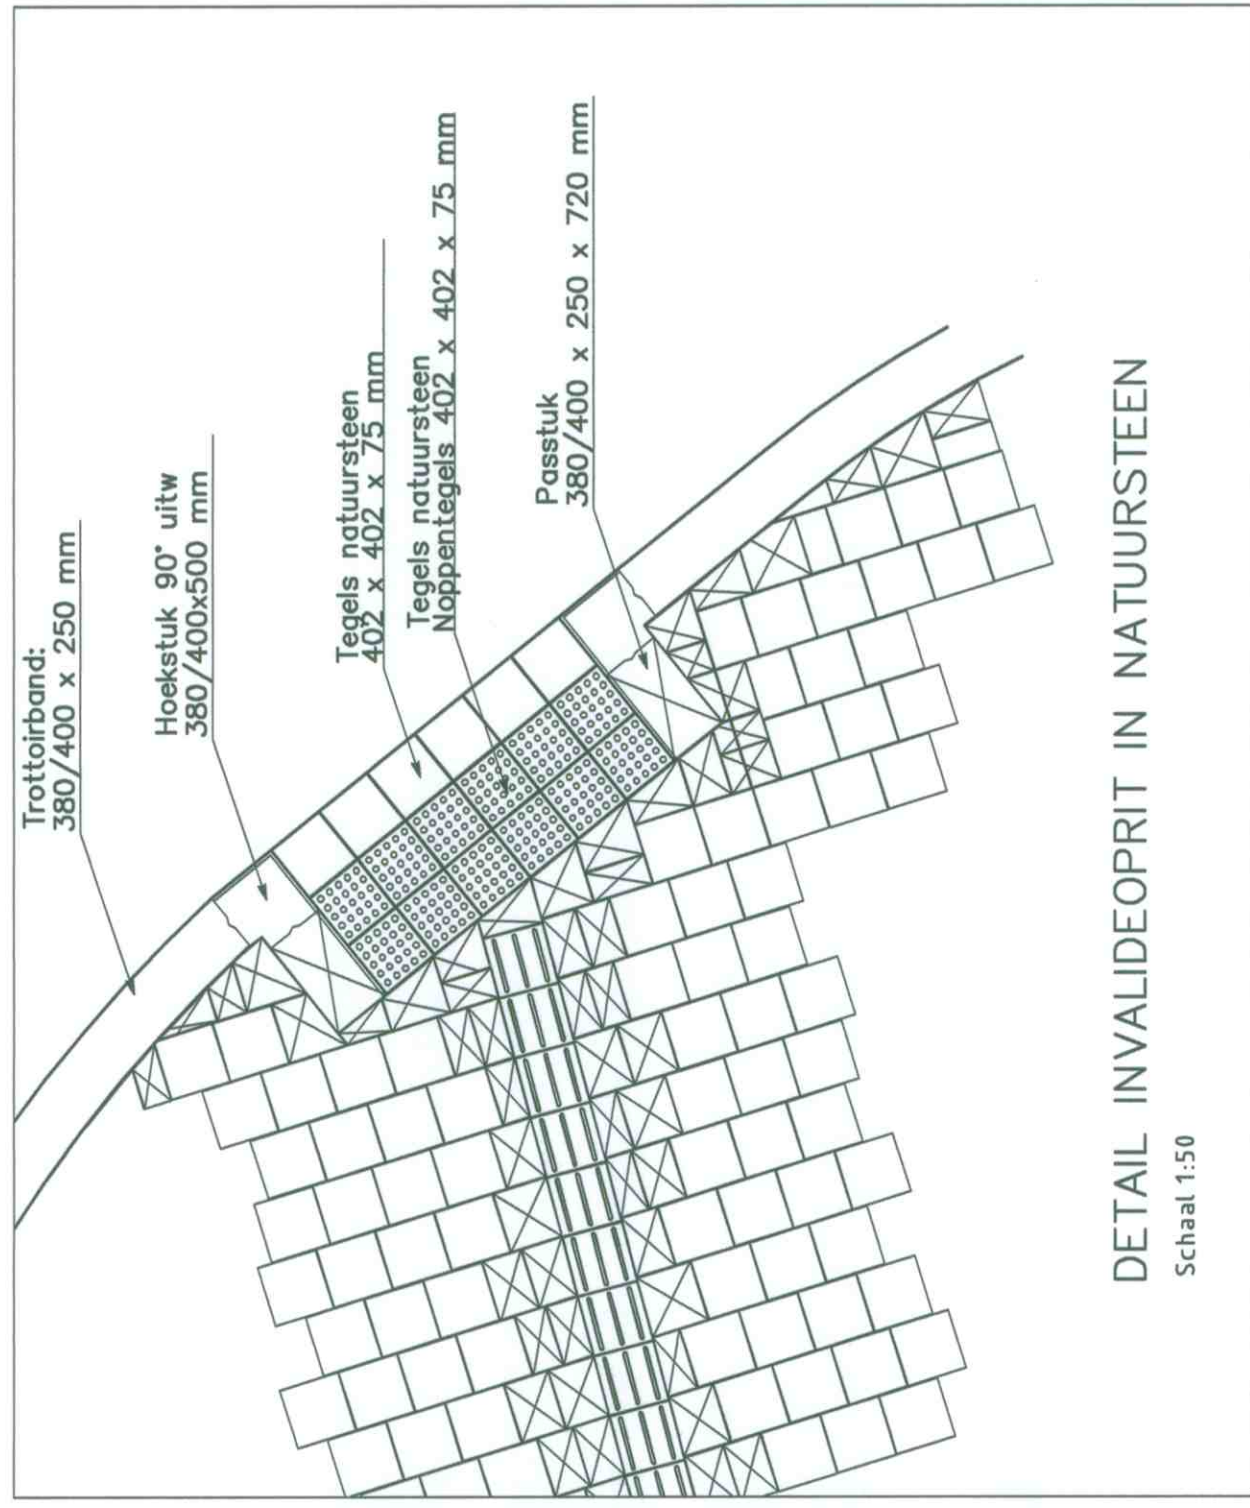 Trottoirband:
380/400 x 250 mm
Hoekstuk 90° uitw
380/400x500 mm
Tegels natuursteen
402 x 402 x 75 mm
Tegels natuursteen
Noppentegels 402 x 402 x 75 mm
Passtuk
380/400 x 250 x 720 mm
DETAIL INVALIDEOPRIT IN NATUURSTEEN
Schaal 1:50